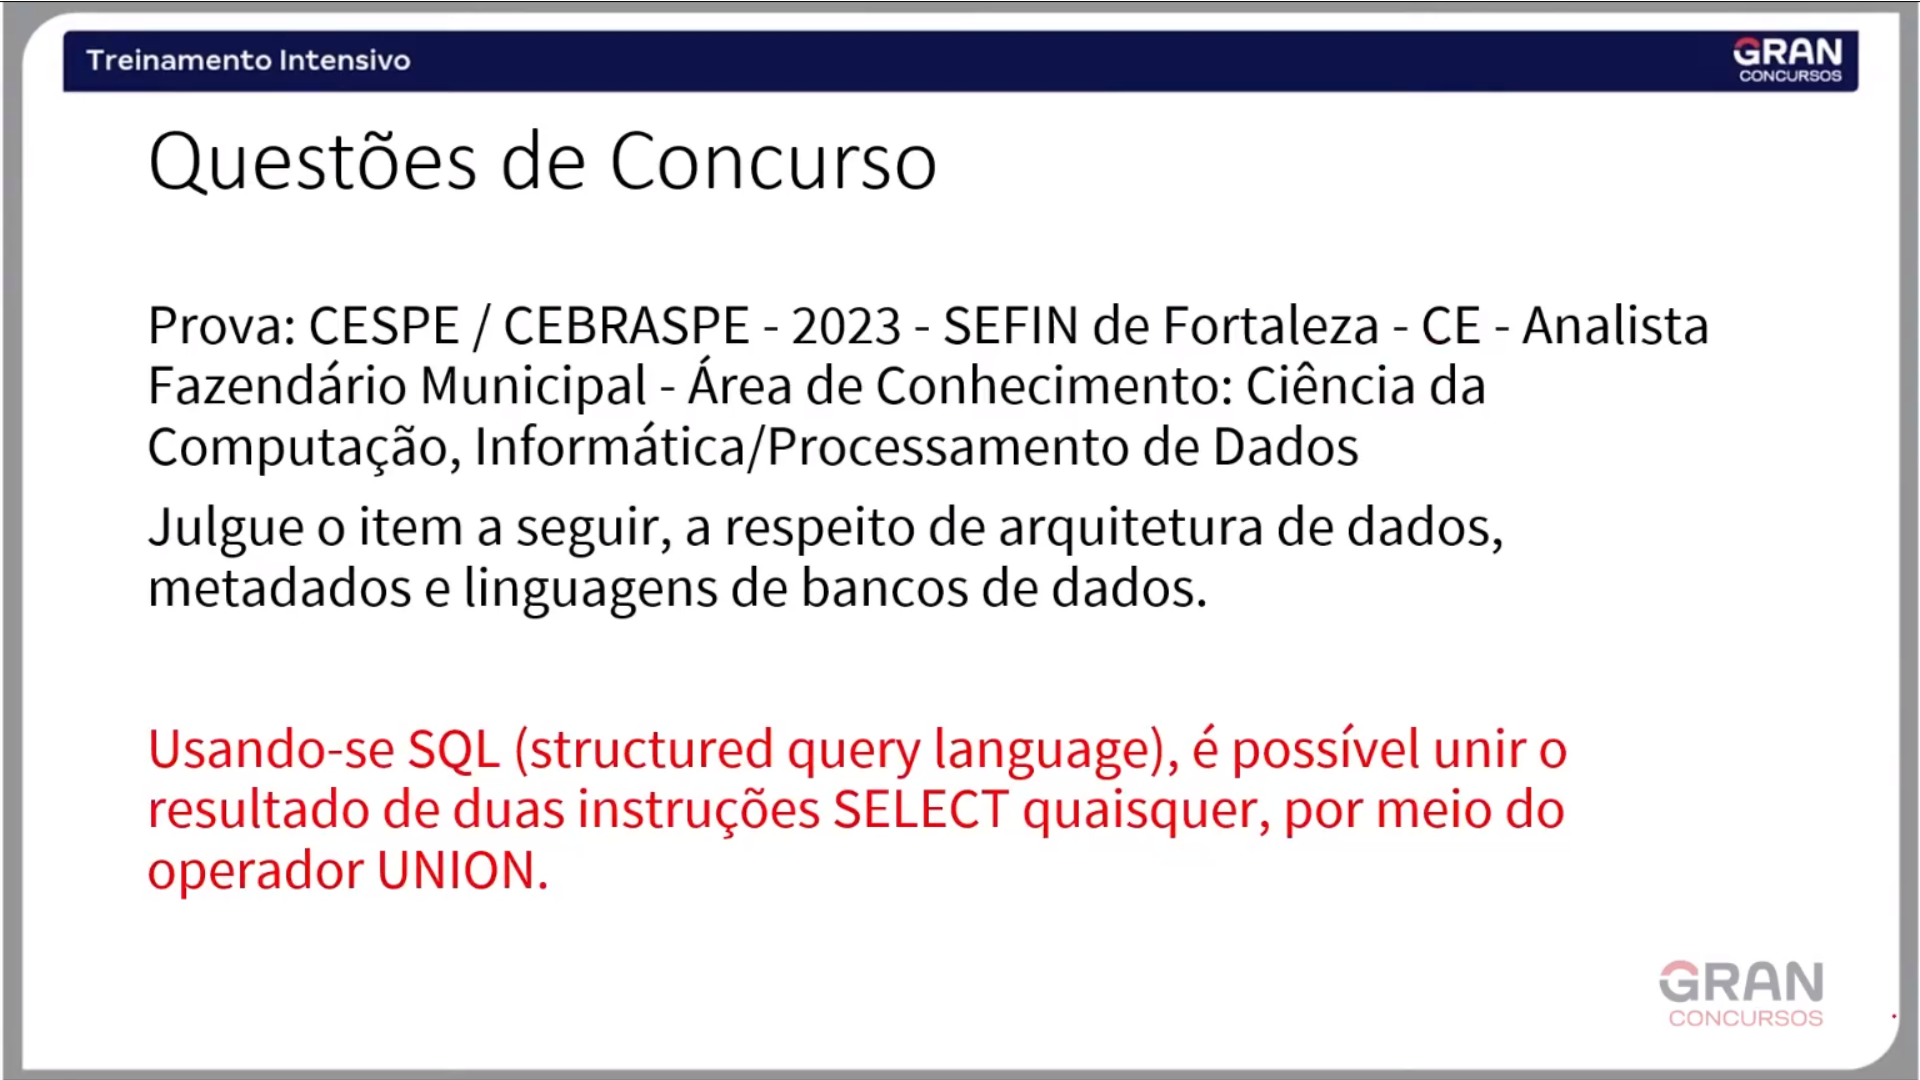 Treinamento Intensivo
GRAN
CONCURSOS
Questões de Concurso
Prova: CESPE / CEBRASPE - 2023 - SEFIN de Fortaleza - CE - Analista
Fazendário Municipal - Área de Conhecimento: Ciência da
Computação, Informática/Processamento de Dados
Julgue o item a seguir, a respeito de arquitetura de dados,
metadados e linguagens de bancos de dados.
Usando-se SQL (structured query language), é possível unir o
resultado de duas instruções SELECT quaisquer, por meio do
operador UNION.
GRAN
CONCURSOS